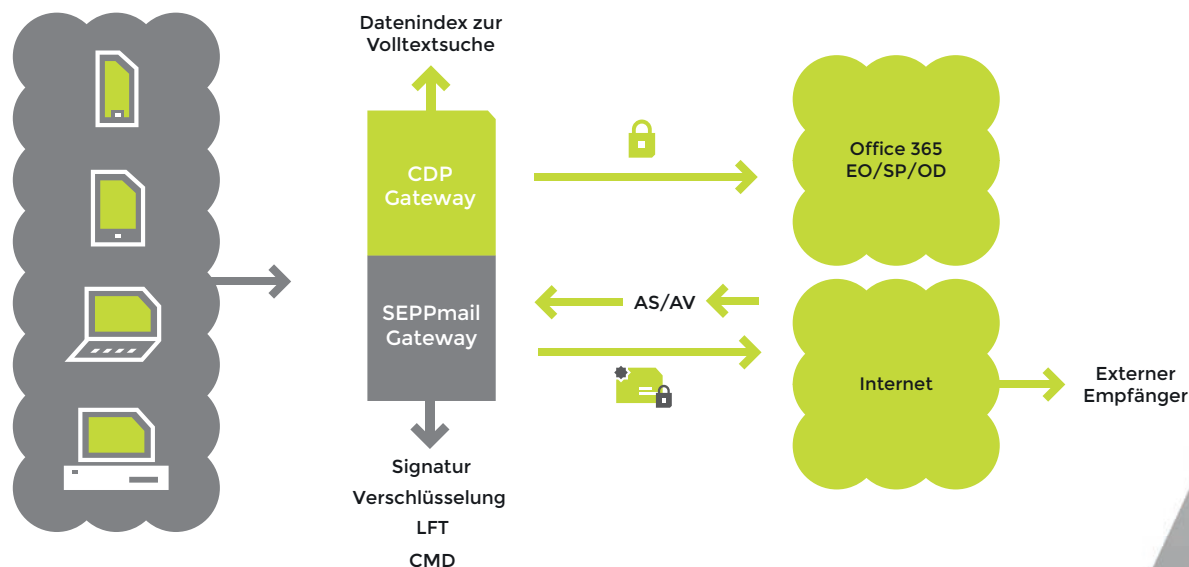 Datenindex zur
Volltextsuche
CDP
Gateway
Office 365
EO/SP/OD
SEPPmail
Gateway
AS/AV
Internet
Externer
Empfänger
Signatur
Verschlüsselung
LFT
CMD